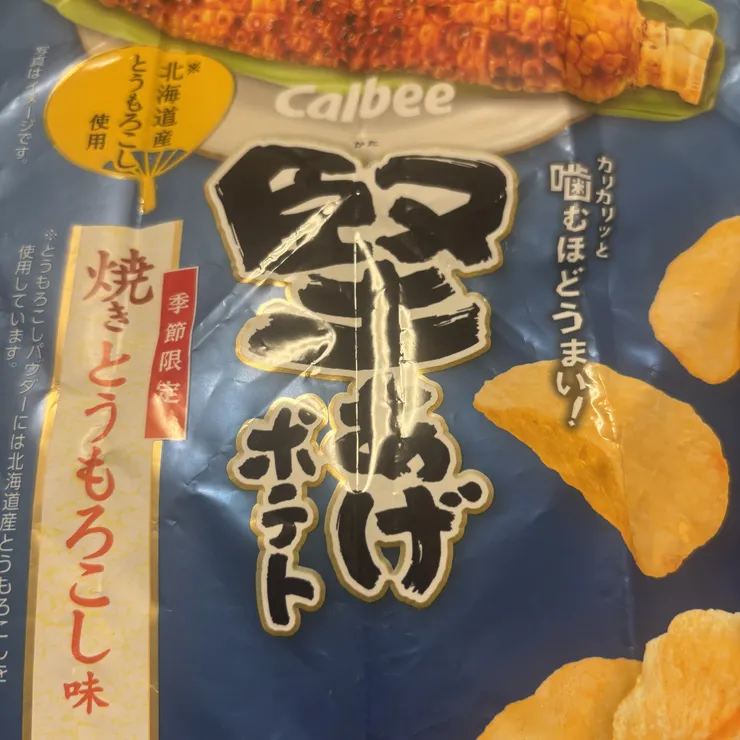 Calbee
※北海道産
とうもろこし
使用
写真はイメージです。
かた
堅あげ
ポテト
カリカリッと
噛むほどうまい!
季節限定
焼きとうもろこし味
※とうもろこしパウダーには北海道産とうもろこしを
使用しています。